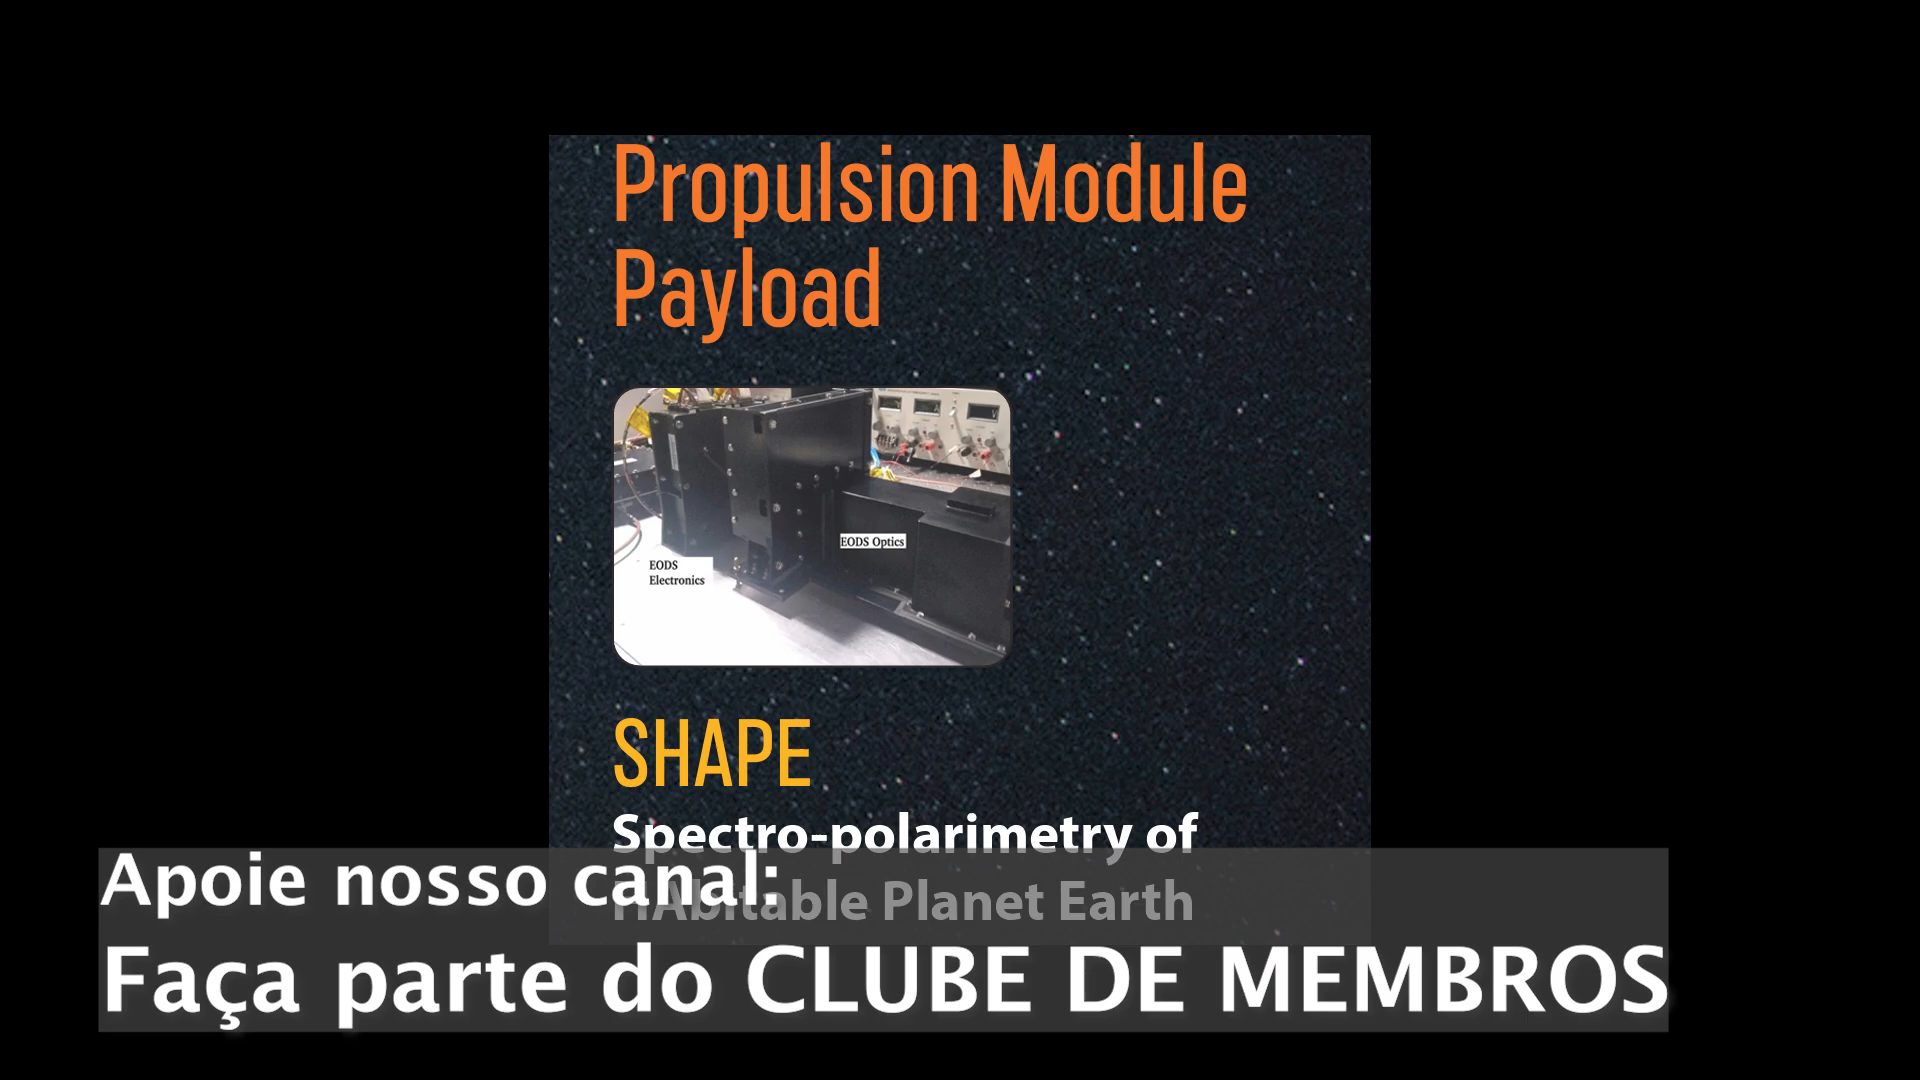 Propulsion Module
Payload
EODS Optics
EODS
Electronics
SHAPE
Spectro-polarimetry of
HAbitable Planet Earth
Apoie nosso canal:
Faça parte do CLUBE DE MEMBROS